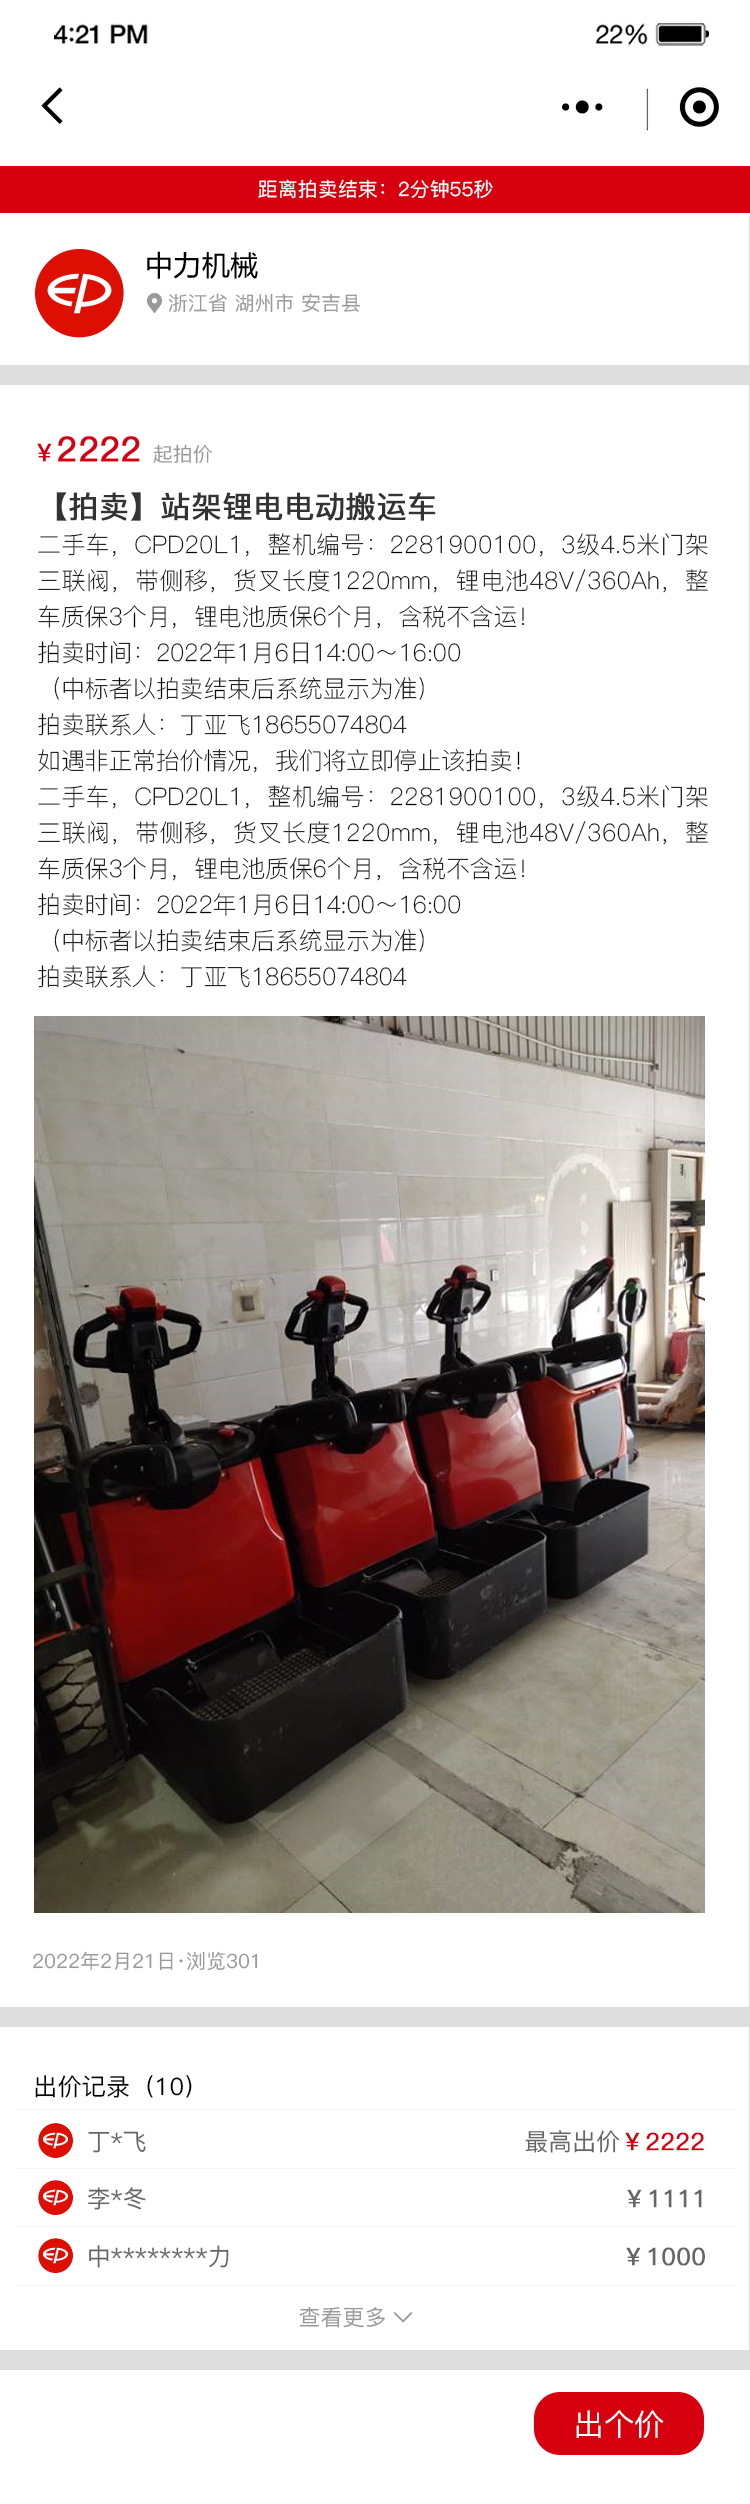 4:21 PM
22%
距离拍卖结束：2分钟55秒
中力机械
浙江省 湖州市 安吉县
¥2222 起拍价
【拍卖】站架锂电电动搬运车
二手车，CPD20L1，整机编号：2281900100，3级4.5米门架
三联阀，带侧移，货叉长度1220mm，锂电池48V/360Ah，整
车质保3个月，锂电池质保6个月，含税不含运！
拍卖时间：2022年1月6日14:00～16:00
（中标者以拍卖结束后系统显示为准）
拍卖联系人：丁亚飞18655074804
如遇非正常抬价情况，我们将立即停止该拍卖！
二手车，CPD20L1，整机编号：2281900100，3级4.5米门架
三联阀，带侧移，货叉长度1220mm，锂电池48V/360Ah，整
车质保3个月，锂电池质保6个月，含税不含运！
拍卖时间：2022年1月6日14:00～16:00
（中标者以拍卖结束后系统显示为准）
拍卖联系人：丁亚飞18655074804
2022年2月21日·浏览301
出价记录（10）
丁*飞 最高出价 ¥2222
李*冬 ¥1111
中********力 ¥1000
查看更多
出个价